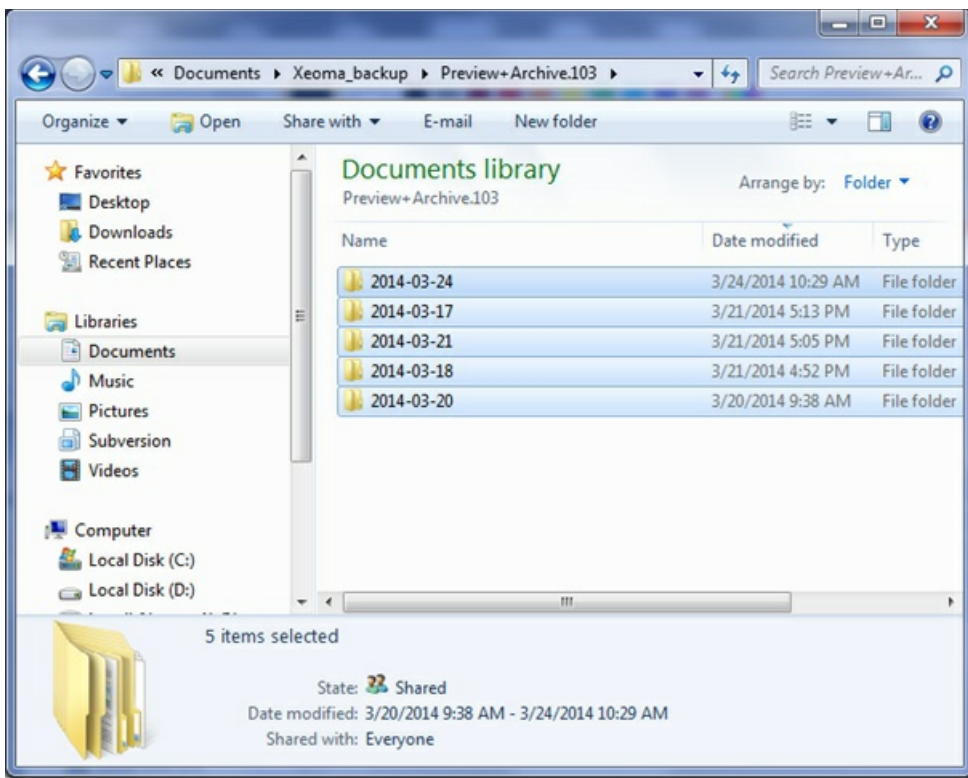 « Documents ▸ Xeoma_backup ▸ Preview+Archive.103 ▸
Search Preview+Ar...
Organize Open Share with E-mail New folder
Favorites
Desktop
Downloads
Recent Places
Libraries
Documents
Music
Pictures
Subversion
Videos
Computer
Local Disk (C:)
Local Disk (D:)
Documents library
Preview+Archive.103
Arrange by: Folder
Name Date modified Type
2014-03-24 3/24/2014 10:29 AM File folder
2014-03-17 3/21/2014 5:13 PM File folder
2014-03-21 3/21/2014 5:05 PM File folder
2014-03-18 3/21/2014 4:52 PM File folder
2014-03-20 3/20/2014 9:38 AM File folder
5 items selected
State: Shared
Date modified: 3/20/2014 9:38 AM - 3/24/2014 10:29 AM
Shared with: Everyone